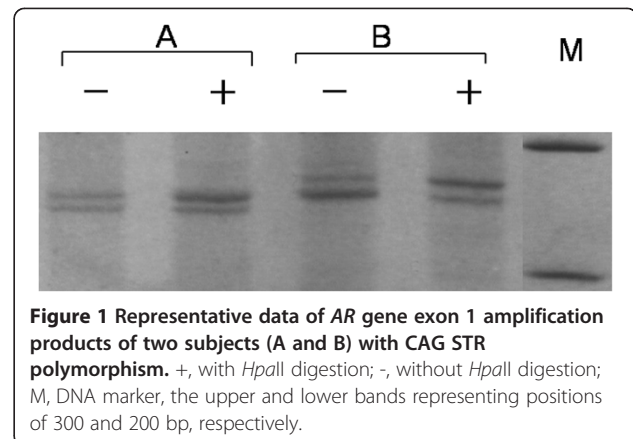 A B M
− + − +
Figure 1 Representative data of AR gene exon 1 amplification
products of two subjects (A and B) with CAG STR
polymorphism. +, with HpaII digestion; -, without HpaII digestion;
M, DNA marker, the upper and lower bands representing positions
of 300 and 200 bp, respectively.